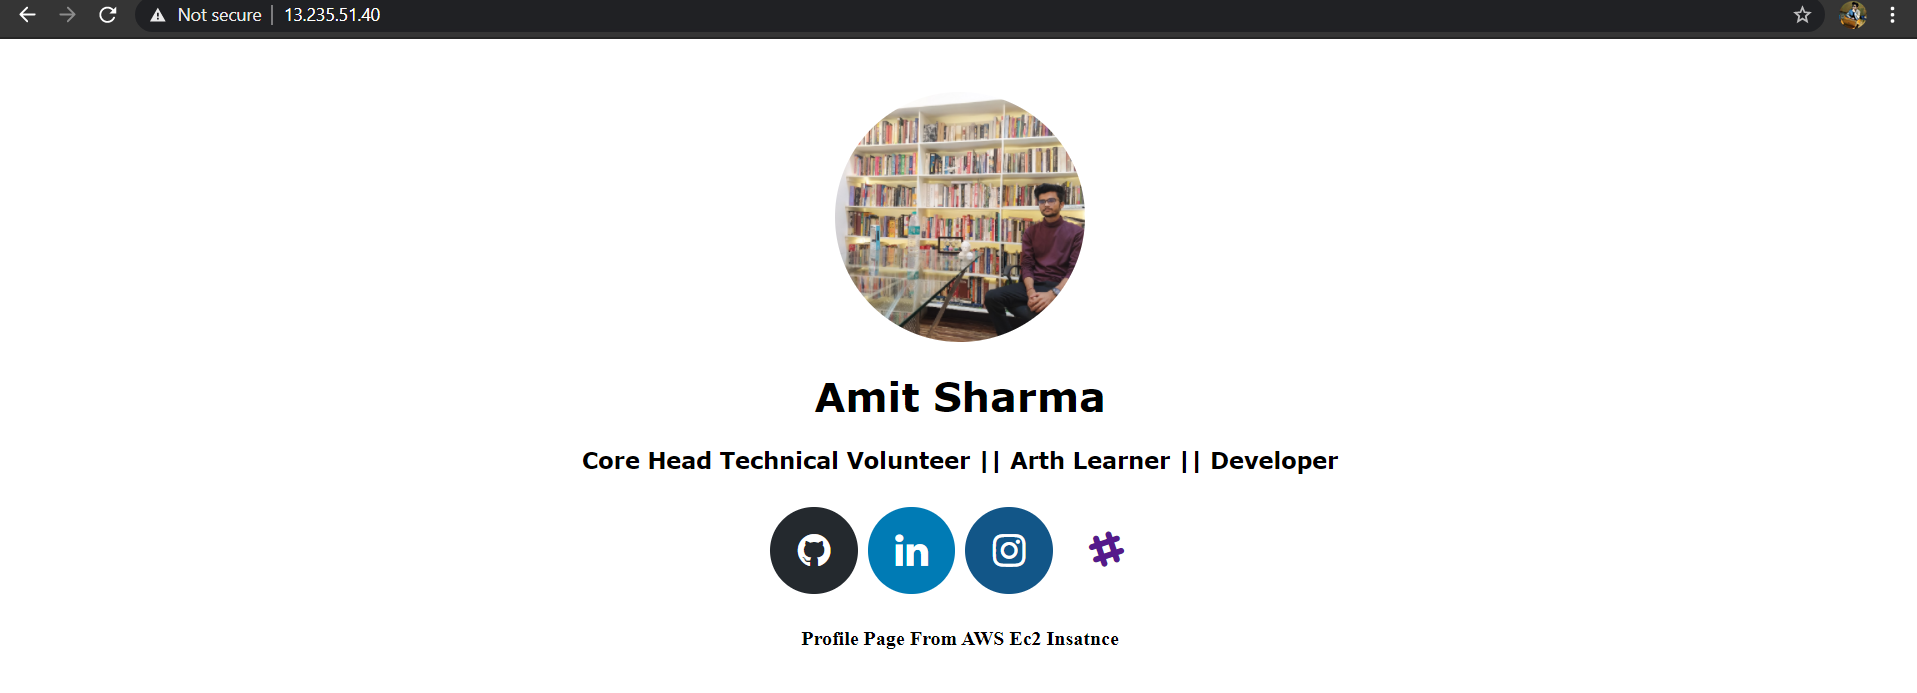 Not secure | 13.235.51.40
Amit Sharma
Core Head Technical Volunteer || Arth Learner || Developer
in
Profile Page From AWS Ec2 Insatnce